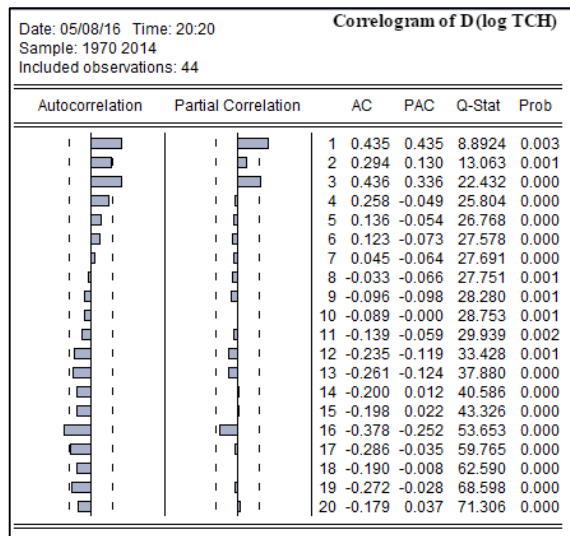 Date: 05/08/16 Time: 20:20
Correlogram of D(log TCH)
Sample: 1970 2014
Included observations: 44
Autocorrelation Partial Correlation AC PAC Q-Stat Prob
1 0.435 0.435 8.8924 0.003
2 0.294 0.130 13.063 0.001
3 0.436 0.336 22.432 0.000
4 0.258 -0.049 25.804 0.000
5 0.136 -0.054 26.768 0.000
6 0.123 -0.073 27.578 0.000
7 0.045 -0.064 27.691 0.000
8 -0.033 -0.066 27.751 0.001
9 -0.096 -0.098 28.280 0.001
10 -0.089 -0.000 28.753 0.001
11 -0.139 -0.059 29.939 0.002
12 -0.235 -0.119 33.428 0.001
13 -0.261 -0.124 37.880 0.000
14 -0.200 0.012 40.586 0.000
15 -0.198 0.022 43.326 0.000
16 -0.378 -0.252 53.653 0.000
17 -0.286 -0.035 59.765 0.000
18 -0.190 -0.008 62.590 0.000
19 -0.272 -0.028 68.598 0.000
20 -0.179 0.037 71.306 0.000